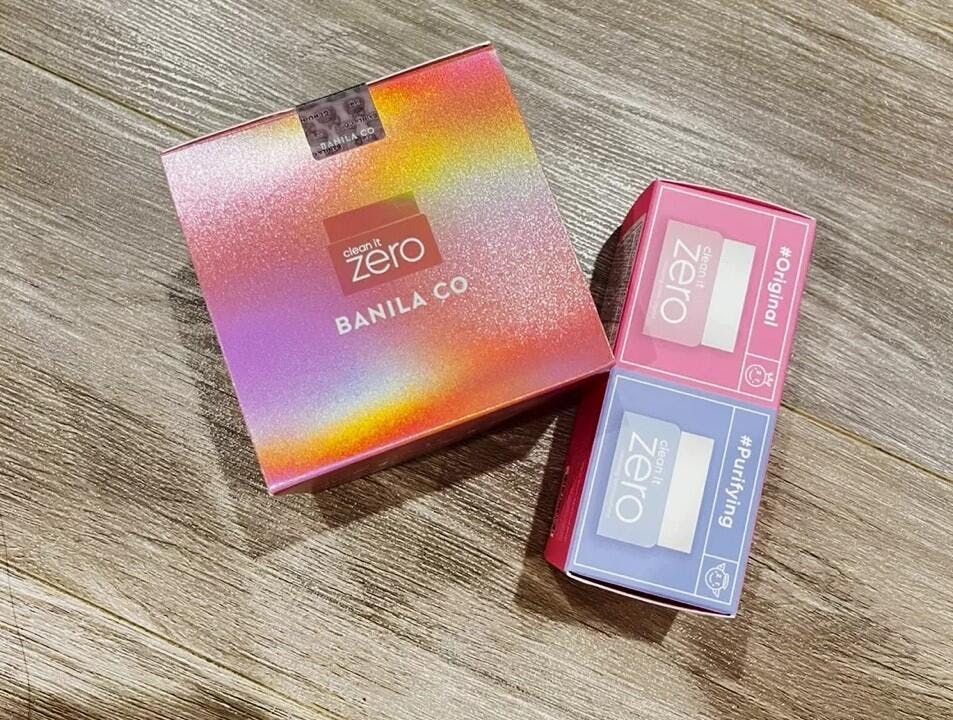 BANILA CO
clean it
zero
BANILA CO
#Original
clean it
zero
#Purifying
clean it
zero